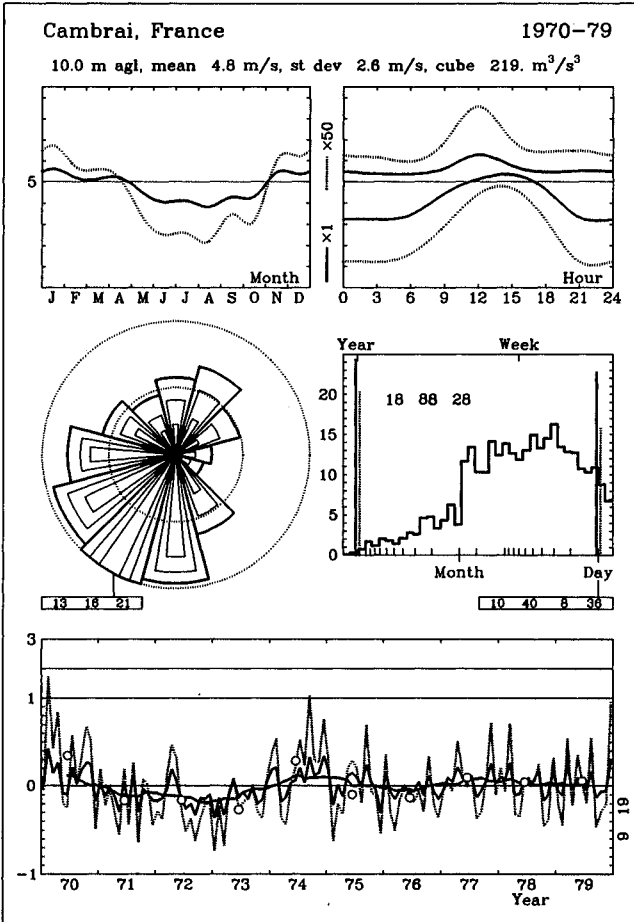 Cambrai, France 1970-79
10.0 m agl, mean 4.8 m/s, st dev 2.6 m/s, cube 219. m³/s³
5
×1 ×50
Month Hour
J F M A M J J A S O N D
0 3 6 9 12 15 18 21 24
Year Week
20
15
10
5
0
18 88 28
Month Day
13 16 21
10 40 8 36
3
1
0
-1
9 19
70 71 72 73 74 75 76 77 78 79
Year